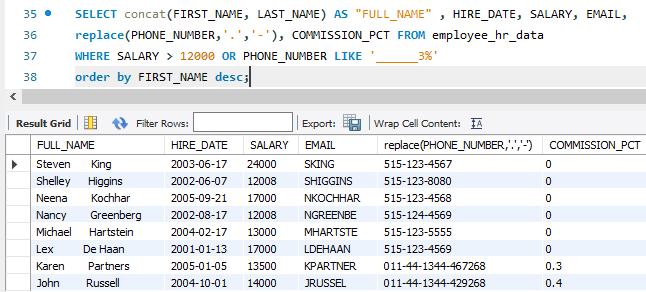 35 SELECT concat(FIRST_NAME, LAST_NAME) AS "FULL_NAME" , HIRE_DATE, SALARY, EMAIL,
36 replace(PHONE_NUMBER,'.','-'), COMMISSION_PCT FROM employee_hr_data
37 WHERE SALARY > 12000 OR PHONE_NUMBER LIKE '______3%'
38 order by FIRST_NAME desc;
Result Grid Filter Rows: Export: Wrap Cell Content:
FULL_NAME HIRE_DATE SALARY EMAIL replace(PHONE_NUMBER,'.','-') COMMISSION_PCT
Steven King 2003-06-17 24000 SKING 515-123-4567 0
Shelley Higgins 2002-06-07 12008 SHIGGINS 515-123-8080 0
Neena Kochhar 2005-09-21 17000 NKOCHHAR 515-123-4568 0
Nancy Greenberg 2002-08-17 12008 NGREENBE 515-124-4569 0
Michael Hartstein 2004-02-17 13000 MHARTSTE 515-123-5555 0
Lex De Haan 2001-01-13 17000 LDEHAAN 515-123-4569 0
Karen Partners 2005-01-05 13500 KPARTNER 011-44-1344-467268 0.3
John Russell 2004-10-01 14000 JRUSSEL 011-44-1344-429268 0.4